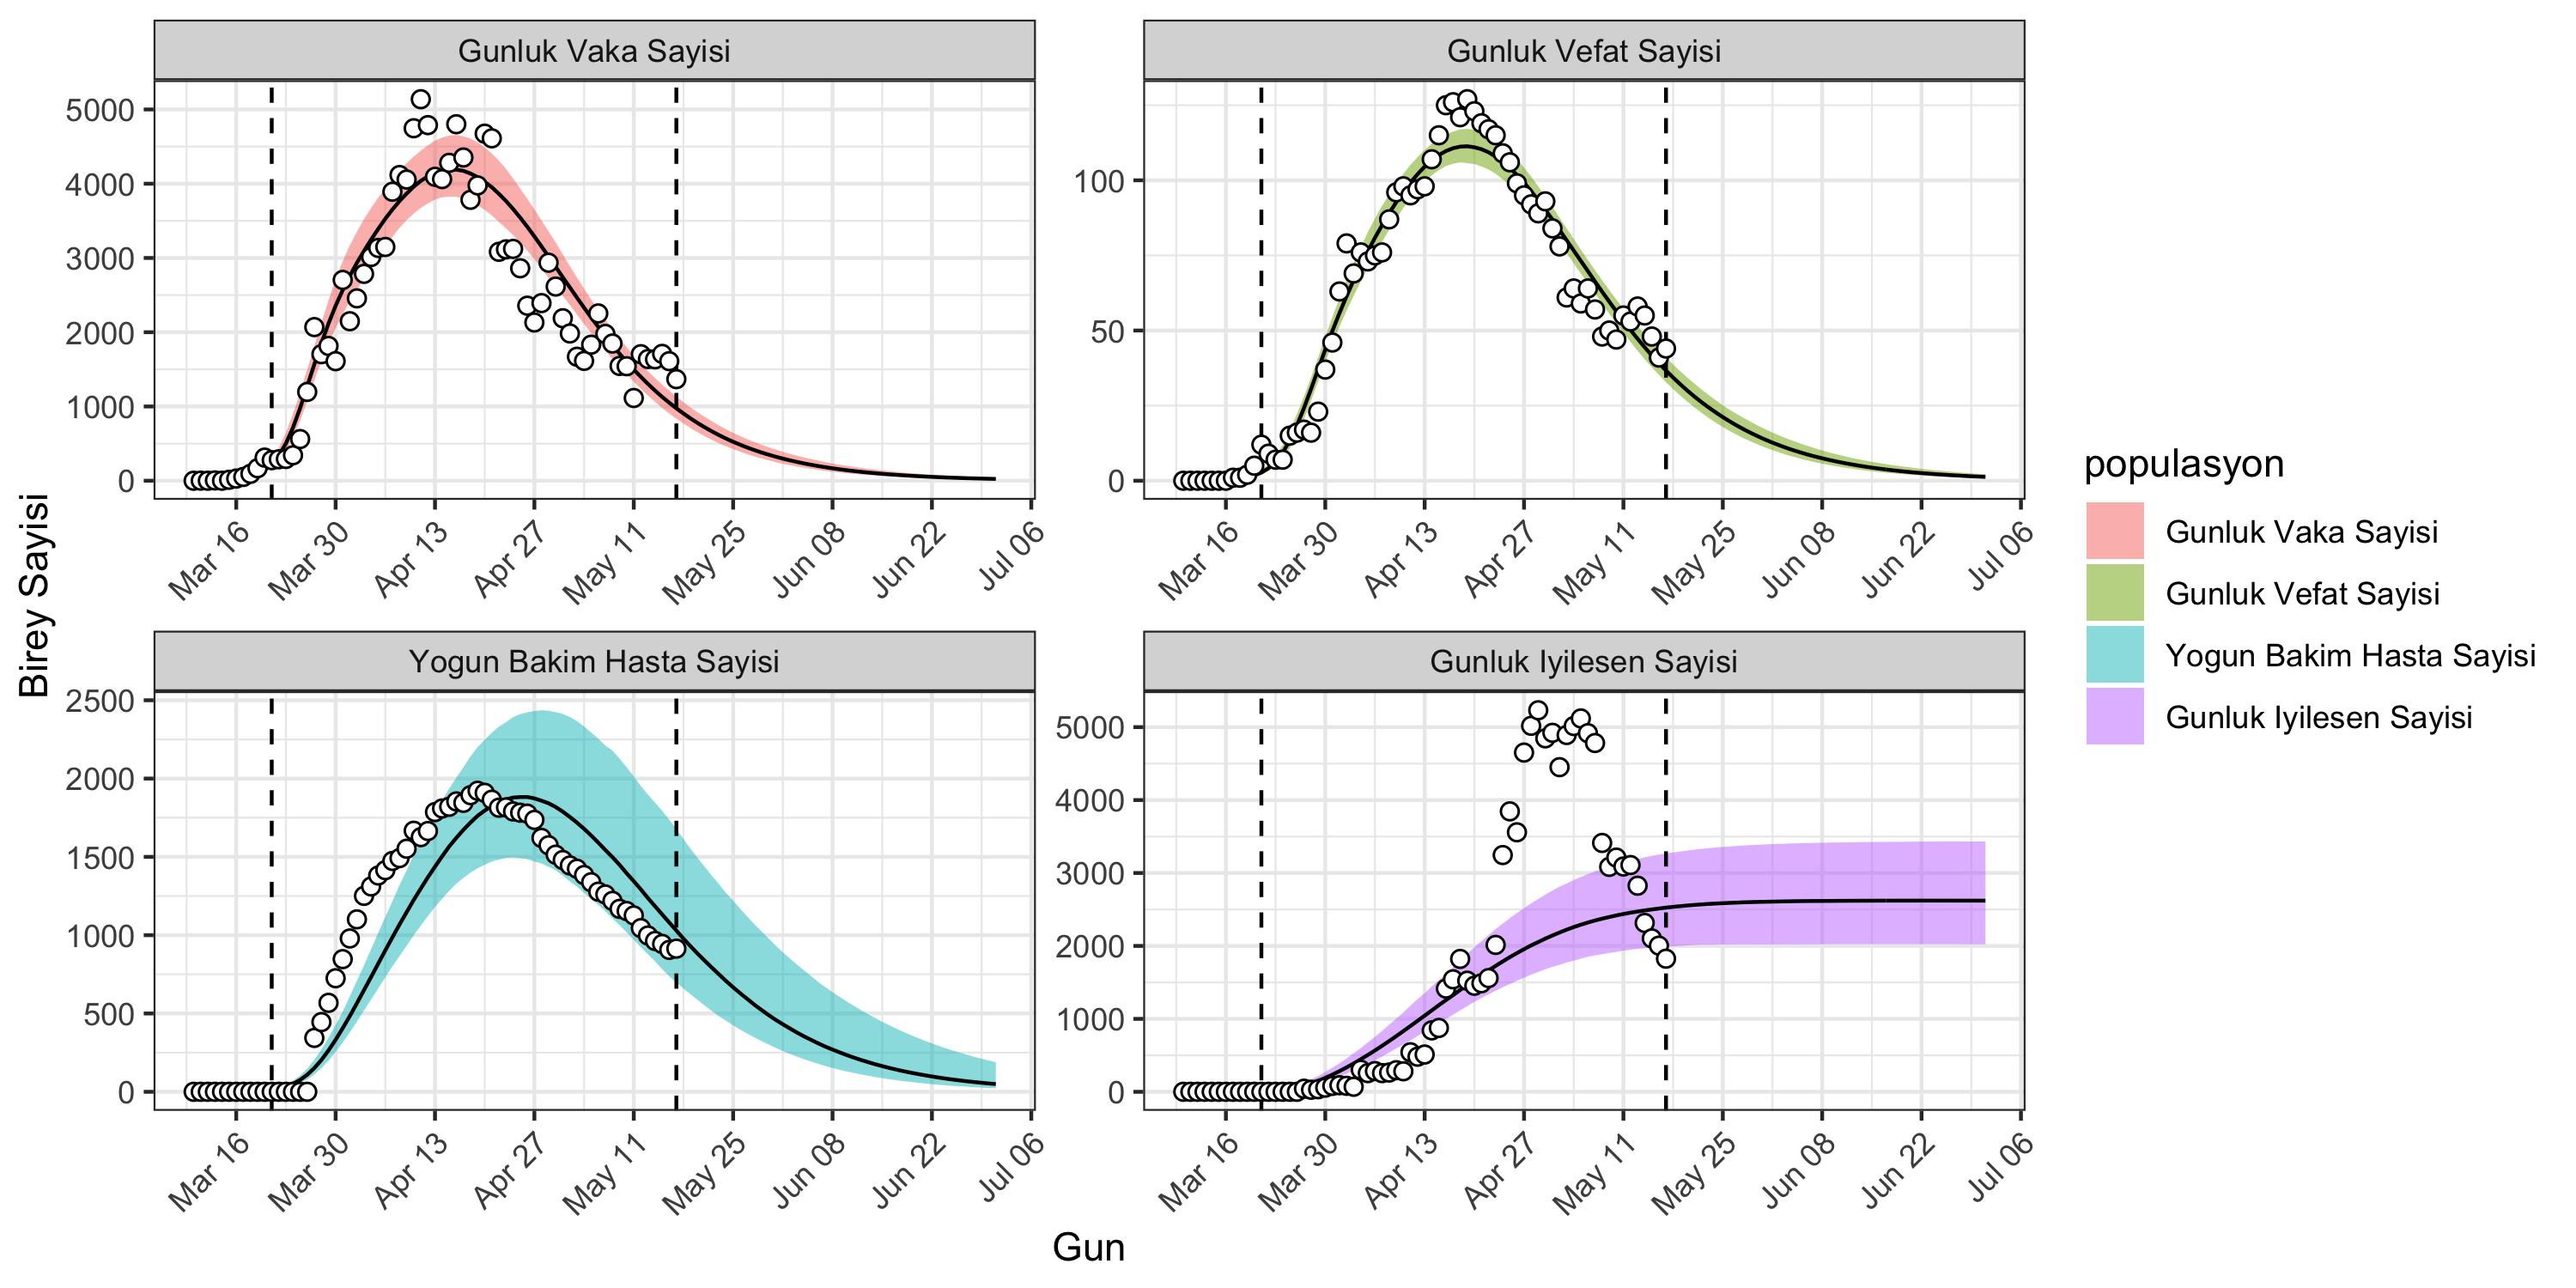 Gunluk Vaka Sayisi
Gunluk Vefat Sayisi
5000
4000
3000
2000
1000
0
100
50
0
Mar 16 Mar 30 Apr 13 Apr 27 May 11 May 25 Jun 08 Jun 22 Jul 06
Mar 16 Mar 30 Apr 13 Apr 27 May 11 May 25 Jun 08 Jun 22 Jul 06
Birey Sayisi
Yogun Bakim Hasta Sayisi
Gunluk Iyilesen Sayisi
2500
2000
1500
1000
500
0
5000
4000
3000
2000
1000
0
Mar 16 Mar 30 Apr 13 Apr 27 May 11 May 25 Jun 08 Jun 22 Jul 06
Mar 16 Mar 30 Apr 13 Apr 27 May 11 May 25 Jun 08 Jun 22 Jul 06
Gun
populasyon
Gunluk Vaka Sayisi
Gunluk Vefat Sayisi
Yogun Bakim Hasta Sayisi
Gunluk Iyilesen Sayisi